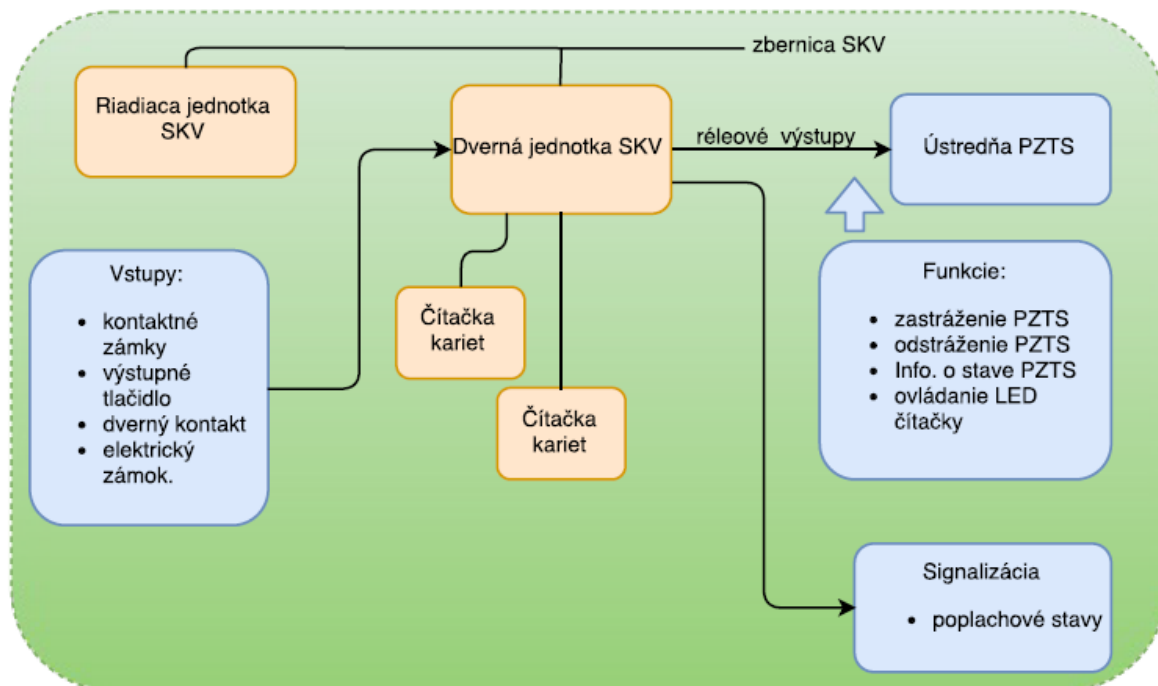 zbernica SKV
Riadiaca jednotka
SKV
Dverná jednotka SKV
réleové výstupy
Ústredňa PZTS
Vstupy:
• kontaktné
zámky
• výstupné
tlačidlo
• dverný kontakt
• elektrický
zámok.
Čítačka
kariet
Čítačka
kariet
Funkcie:
• zastráženie PZTS
• odstráženie PZTS
• Info. o stave PZTS
• ovládanie LED
čítačky
Signalizácia
• poplachové stavy